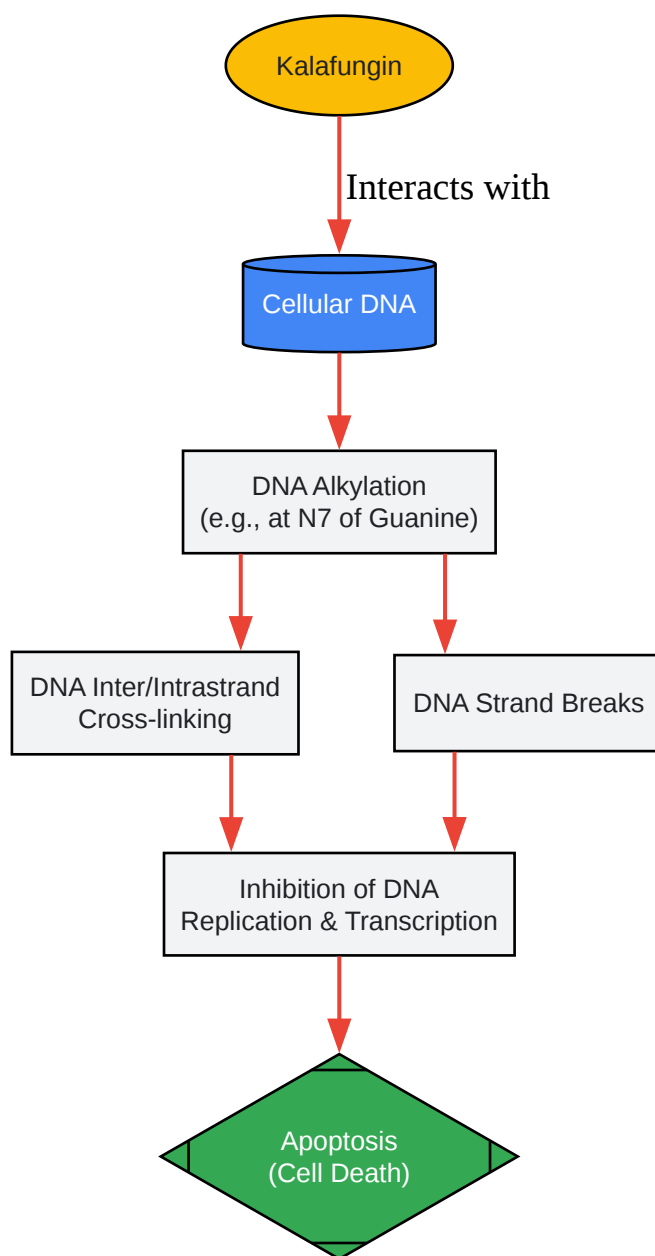 Kalafungin
Interacts with
Cellular DNA
DNA Alkylation
(e.g., at N7 of Guanine)
DNA Inter/Intrastrand
Cross-linking
DNA Strand Breaks
Inhibition of DNA
Replication & Transcription
Apoptosis
(Cell Death)